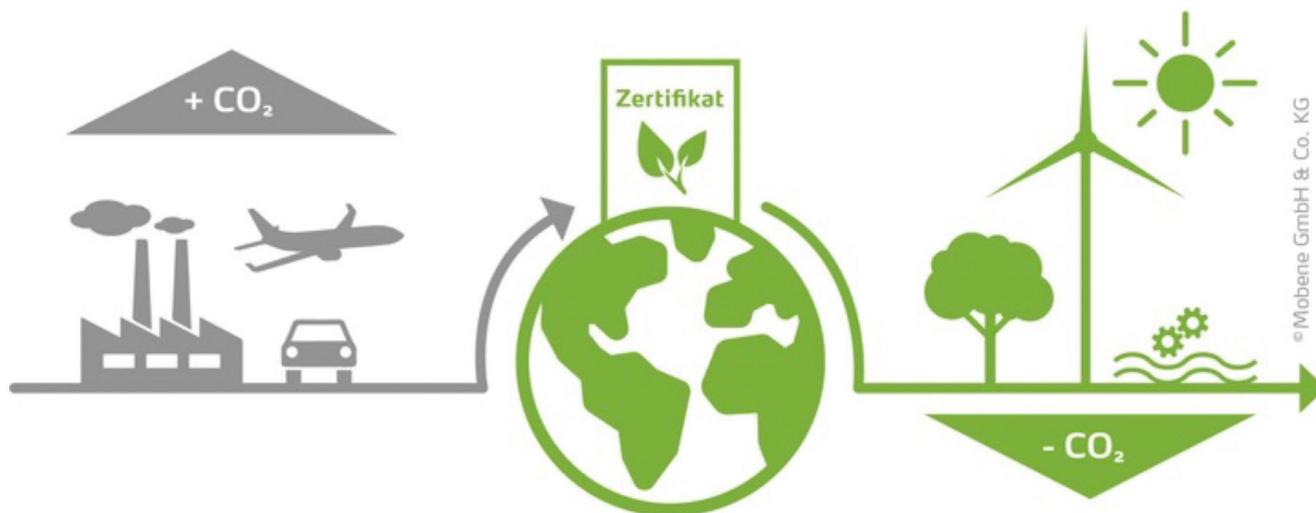 + CO₂
Zertifikat
- CO₂
©Mobene GmbH & Co. KG